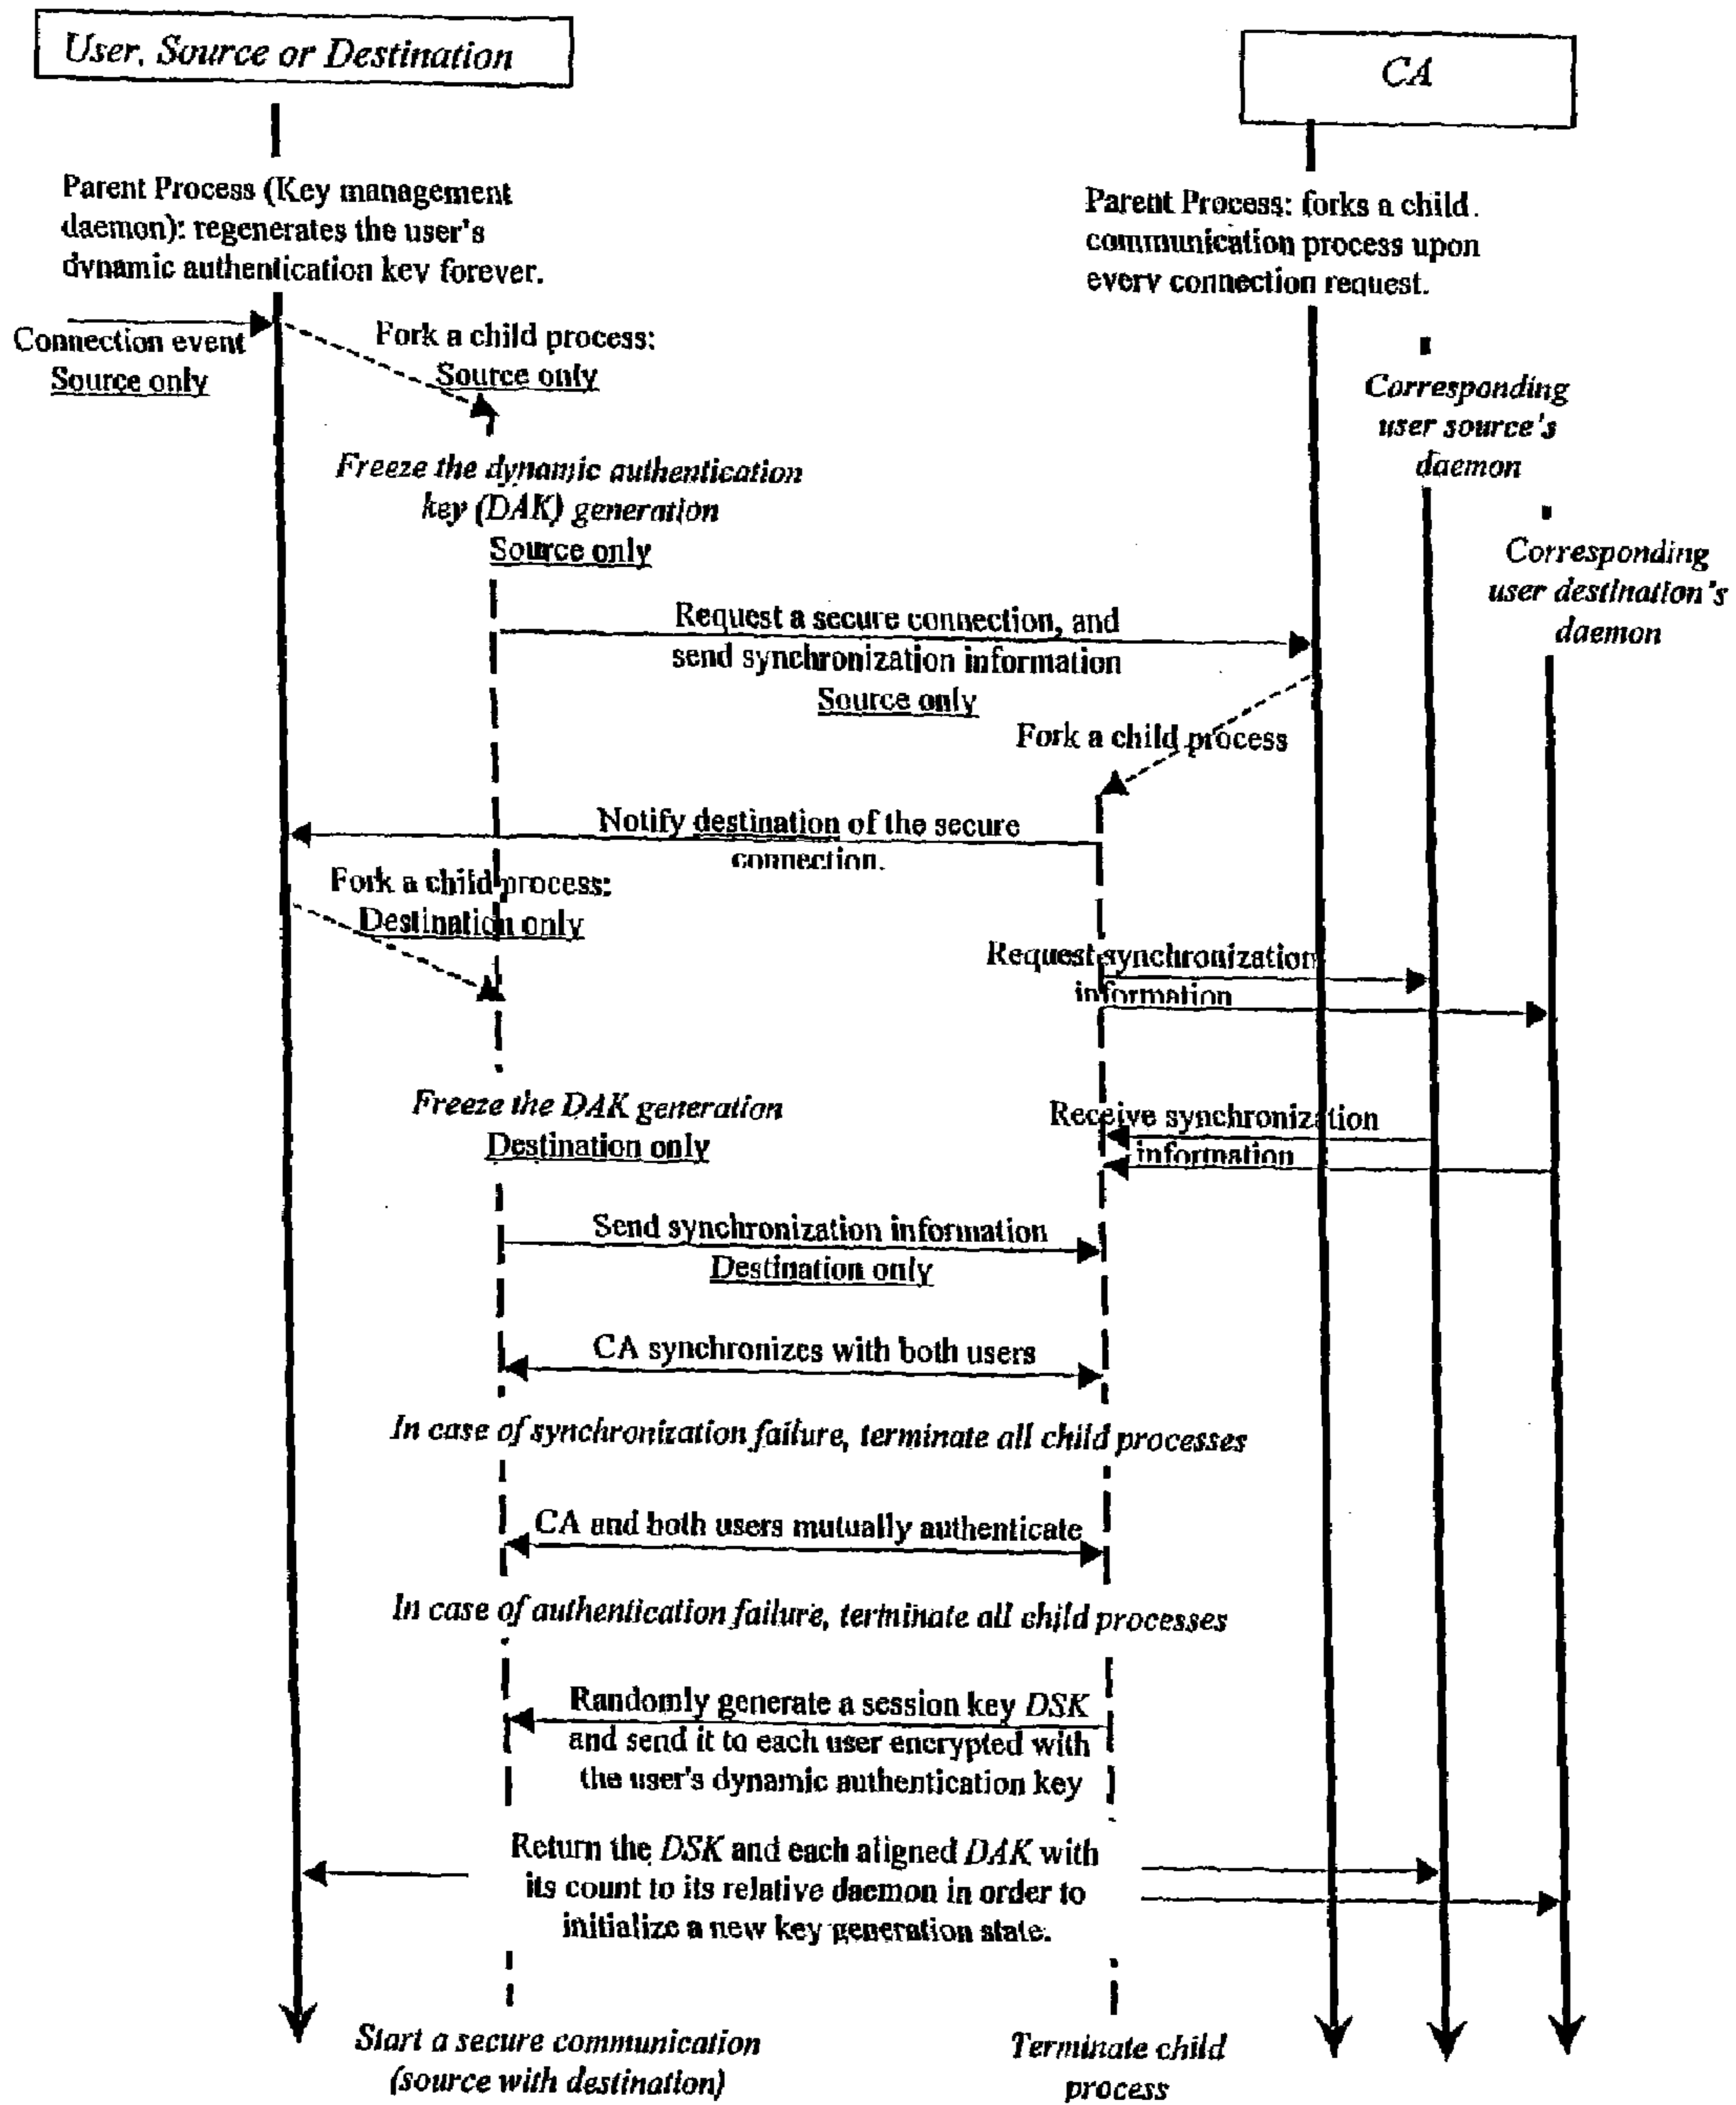 User, Source or Destination
CA
Parent Process (Key management
daemon): regenerates the user's
dynamic authentication key forever.
Parent Process: forks a child
communication process upon
every connection request.
Connection event
Source only
Fork a child process:
Source only
Corresponding
user source's
daemon
Freeze the dynamic authentication
key (DAK) generation
Source only
Corresponding
user destination's
daemon
Request a secure connection, and
send synchronization information
Source only
Fork a child process
Notify destination of the secure
connection.
Fork a child process:
Destination only
Request synchronization
information
Freeze the DAK generation
Destination only
Receive synchronization
information
Send synchronization information
Destination only
CA synchronizes with both users
In case of synchronization failure, terminate all child processes
CA and both users mutually authenticate
In case of authentication failure, terminate all child processes
Randomly generate a session key DSK
and send it to each user encrypted with
the user's dynamic authentication key
Return the DSK and each aligned DAK with
its count to its relative daemon in order to
initialize a new key generation state.
Start a secure communication
(source with destination)
Terminate child
process